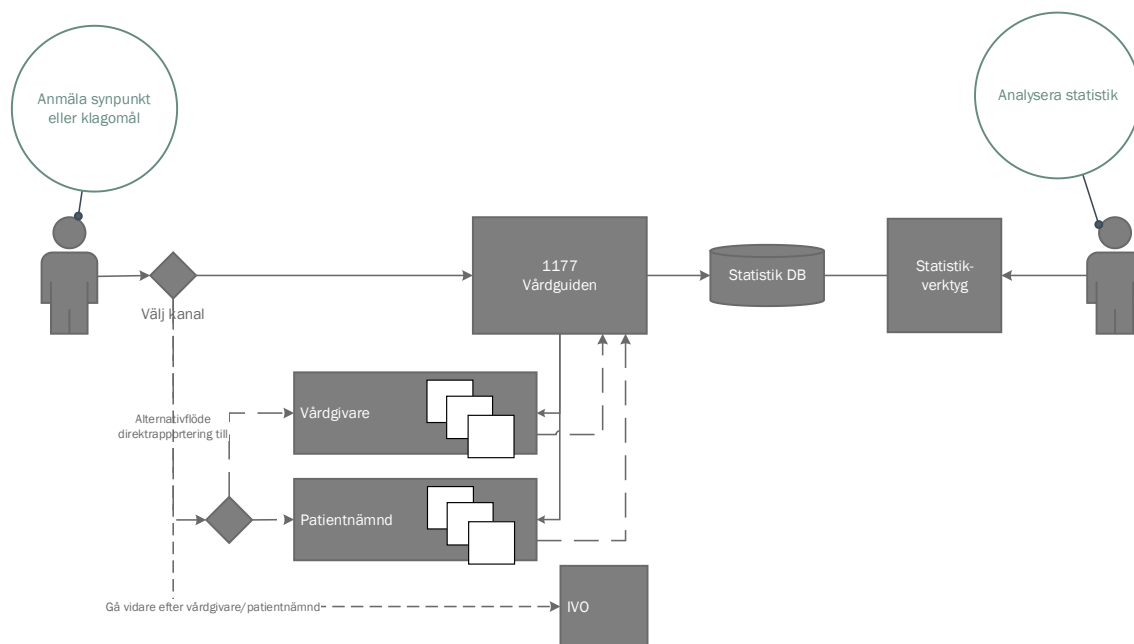 Anmäla synpunkt
eller klagomål
Analysera statistik
1177
Vårdguiden
Statistik DB
Statistik-
verktyg
Välj kanal
Alternativflöde
direktrapportering till
Vårdgivare
Patientnämnd
Gå vidare efter vårdgivare/patientnämnd
IVO